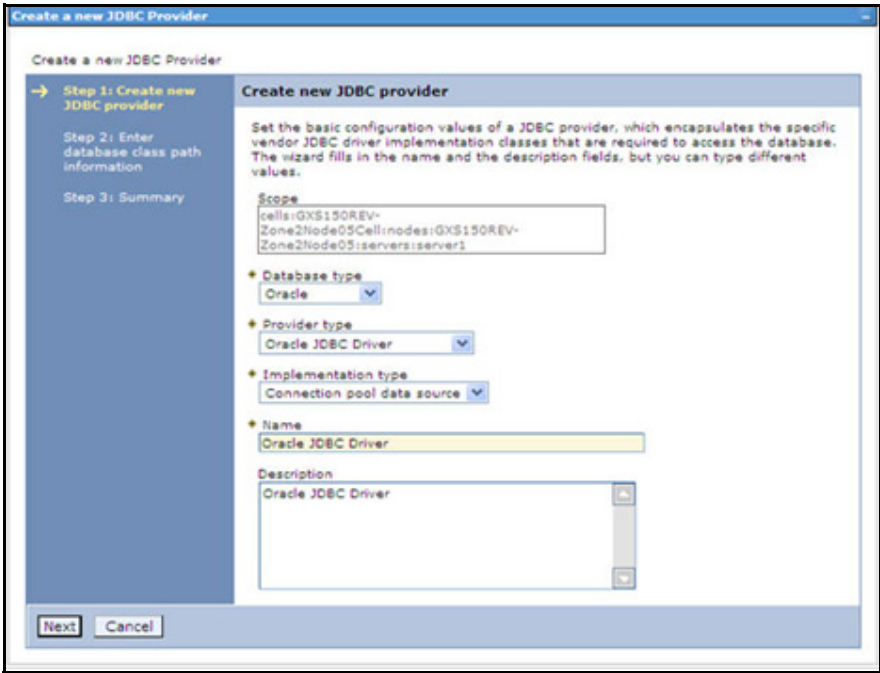 Create a new JDBC Provider
Create a new JDBC Provider
Step 1: Create new
JDBC provider
Step 2: Enter
database class path
information
Step 3: Summary
Create new JDBC provider
Set the basic configuration values of a JDBC provider, which encapsulates the specific
vendor JDBC driver implementation classes that are required to access the database.
The wizard fills in the name and the description fields, but you can type different
values.
Scope
cells:GXS150REV-
Zone2Node05Cell:nodes:GXS150REV-
Zone2Node05:servers:server1
Database type
Oracle
Provider type
Oracle JDBC Driver
Implementation type
Connection pool data source
Name
Oracle JDBC Driver
Description
Oracle JDBC Driver
Next
Cancel